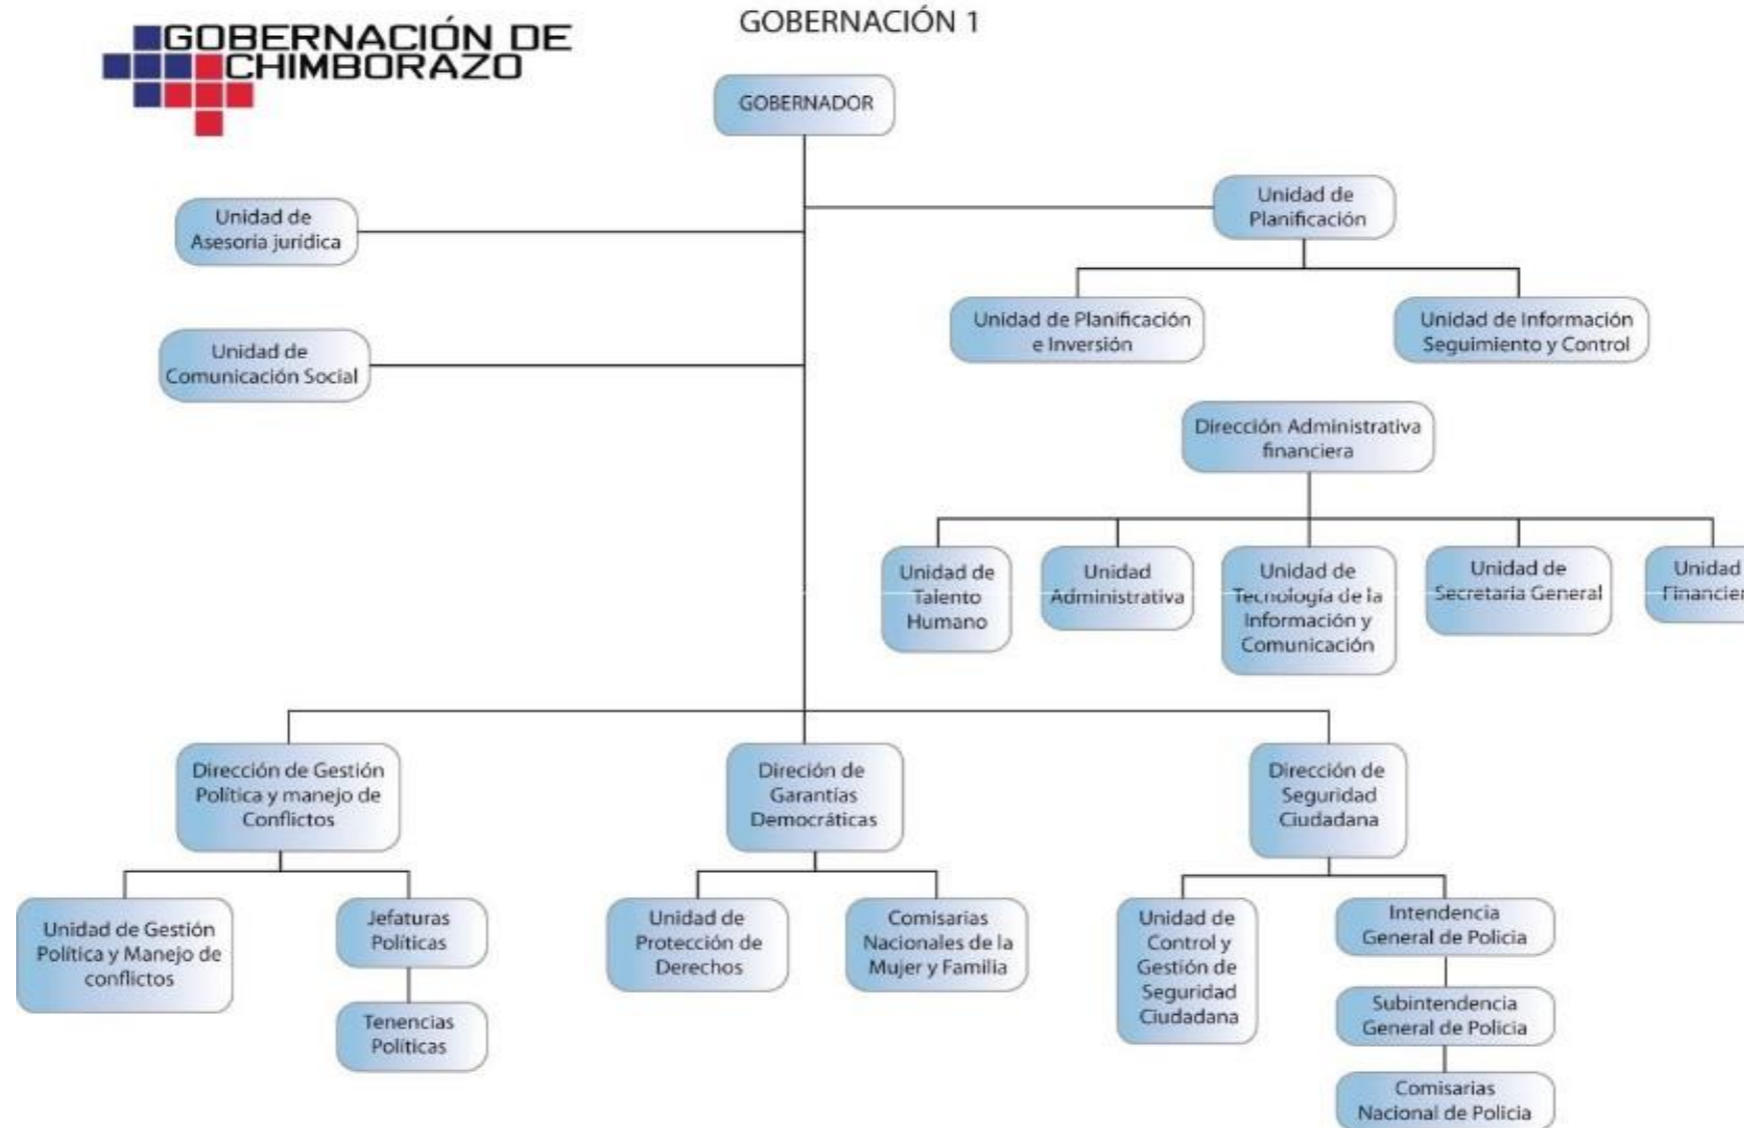 GOBERNACIÓN DE
CHIMBORAZO
GOBERNACIÓN 1
GOBERNADOR
Unidad de
Planificación
Unidad de
Asesoria jurídica
Unidad de Planificación
e Inversión
Unidad de Información
Seguimiento y Control
Unidad de
Comunicación Social
Dirección Administrativa
financiera
Unidad de
Talento
Humano
Unidad
Administrativa
Unidad de
Tecnología de la
Información y
Comunicación
Unidad de
Secretaria General
Unidad
Financier
Dirección de Gestión
Política y manejo de
Conflictos
Direción de
Garantías
Democráticas
Dirección de
Seguridad
Ciudadana
Unidad de Gestión
Política y Manejo de
conflictos
Jefaturas
Políticas
Tenencias
Políticas
Unidad de
Protección de
Derechos
Comisarias
Nacionales de la
Mujer y Familia
Unidad de
Control y
Gestión de
Seguridad
Ciudadana
Intendencia
General de Policia
Subintendencia
General de Policia
Comisarias
Nacional de Policia